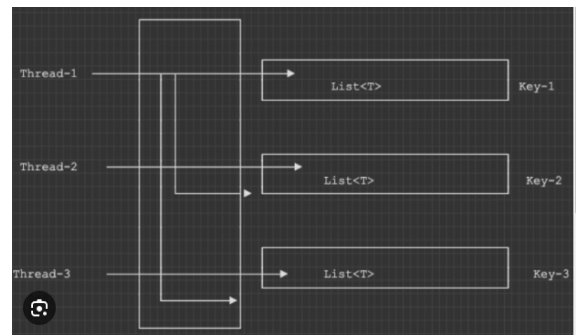 Thread-1
List<T>
Key-1
Thread-2
List<T>
Key-2
Thread-3
List<T>
Key-3